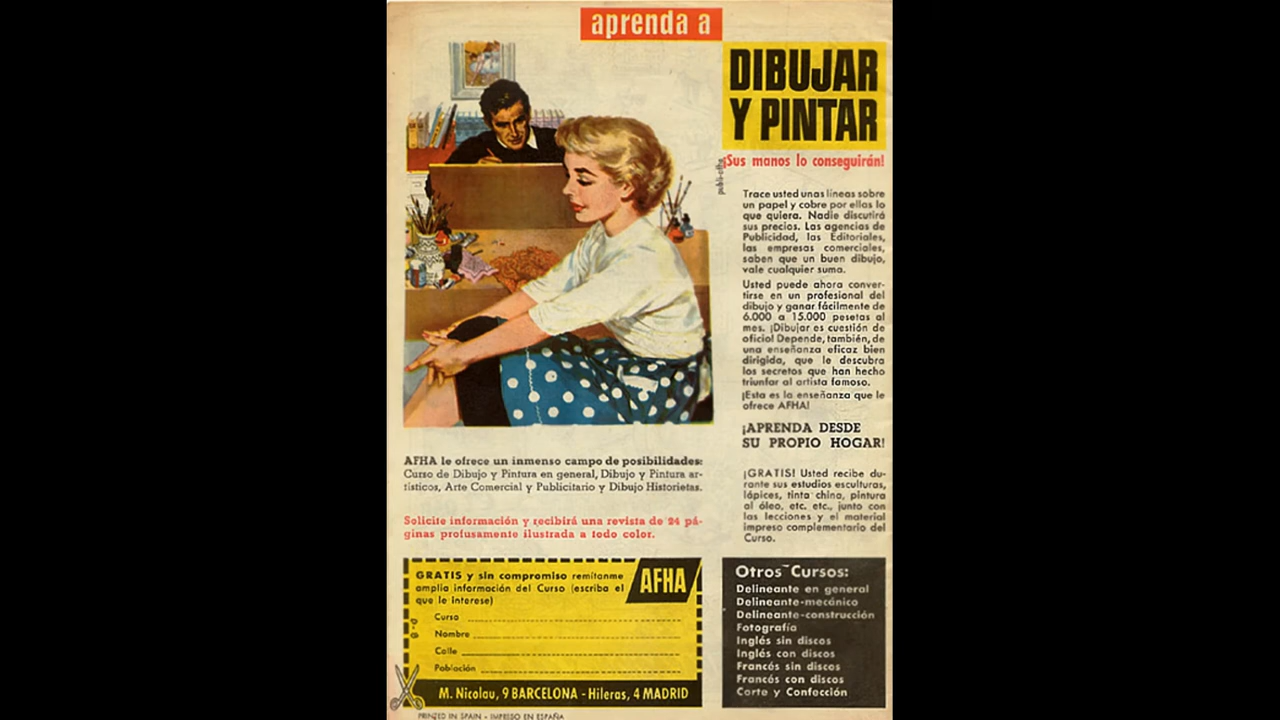 aprenda a
DIBUJAR
Y PINTAR
¡Sus manos lo conseguirán!
publi-afha
Trace usted unas líneas sobre
un papel y cobre por ellas lo
que quiera. Nadie discutirá
sus precios. Las agencias de
Publicidad, las Editoriales,
las empresas comerciales,
saben que un buen dibujo,
vale cualquier suma.
Usted puede ahora conver-
tirse en un profesional del
dibujo y ganar fácilmente de
6.000 a 15.000 pesetas al
mes. ¡Dibujar es cuestión de
oficio! Depende, también, de
una enseñanza eficaz bien
dirigida, que le descubra
los secretos que han hecho
triunfar al artista famoso.
¡Esta es la enseñanza que le
ofrece AFHA!
¡APRENDA DESDE
SU PROPIO HOGAR!
¡GRATIS! Usted recibe du-
rante sus estudios esculturas,
lápices, tinta china, pintura
al óleo, etc. etc., junto con
las lecciones y el material
impreso complementario del
Curso.
AFHA le ofrece un inmenso campo de posibilidades:
Curso de Dibujo y Pintura en general, Dibujo y Pintura ar-
tísticos, Arte Comercial y Publicitario y Dibujo Historietas.
Solicite información y recibirá una revista de 24 pá-
ginas profusamente ilustrada a todo color.
GRATIS y sin compromiso remítanme
amplia información del Curso (escriba el
que le interese)
AFHA
Curso
Nombre
Calle
Población
M. Nicolau, 9 BARCELONA - Hileras, 4 MADRID
Otros Cursos:
Delineante en general
Delineante-mecánico
Delineante-construcción
Fotografía
Inglés sin discos
Inglés con discos
Francés sin discos
Francés con discos
Corte y Confección
PRINTED IN SPAIN - IMPRESO EN ESPAÑA